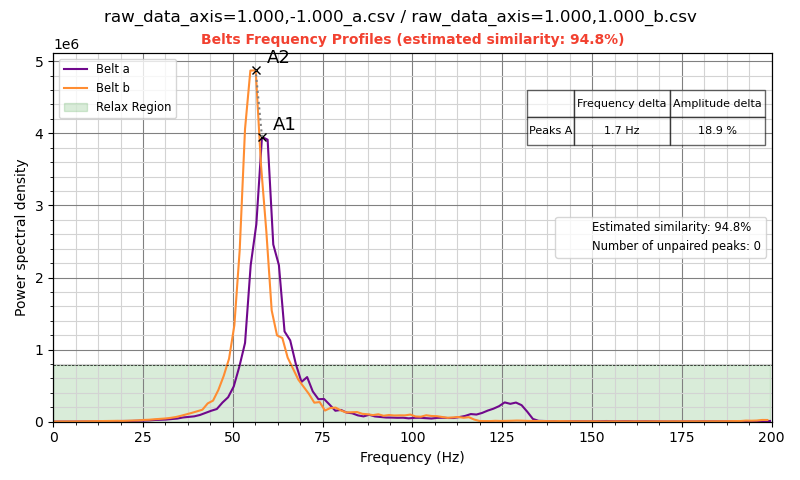 raw_data_axis=1.000,-1.000_a.csv / raw_data_axis=1.000,1.000_b.csv
Belts Frequency Profiles (estimated similarity: 94.8%)
1e6
Belt a
Belt b
Relax Region
A2
A1
Frequency delta Amplitude delta
Peaks A 1.7 Hz 18.9 %
Estimated similarity: 94.8%
Number of unpaired peaks: 0
Power spectral density
5
4
3
2
1
0
0 25 50 75 100 125 150 175 200
Frequency (Hz)